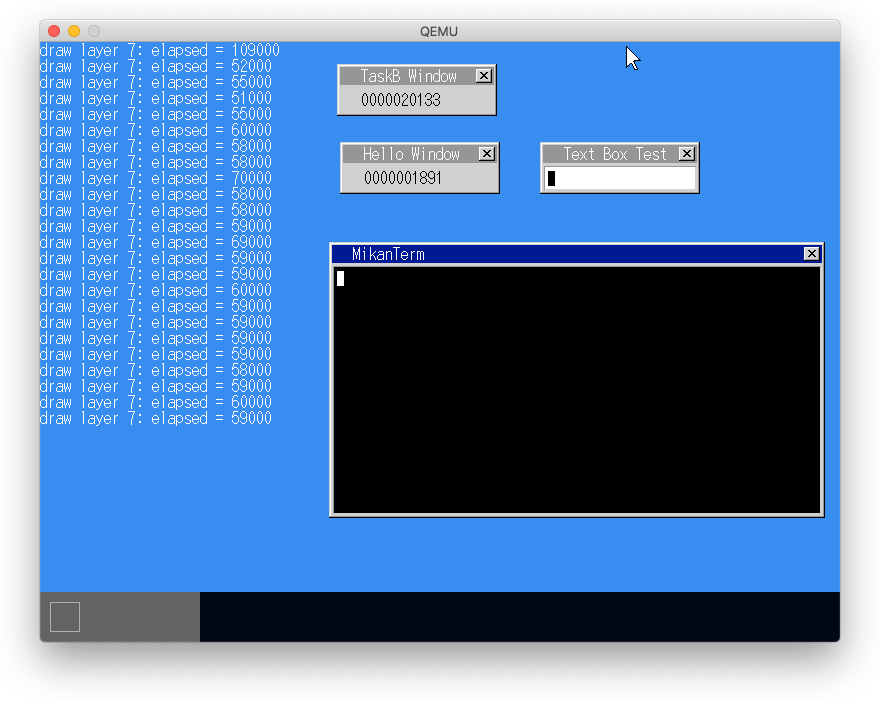 QEMU
draw layer 7: elapsed = 109000
draw layer 7: elapsed = 52000
draw layer 7: elapsed = 55000
draw layer 7: elapsed = 51000
draw layer 7: elapsed = 55000
draw layer 7: elapsed = 60000
draw layer 7: elapsed = 58000
draw layer 7: elapsed = 58000
draw layer 7: elapsed = 70000
draw layer 7: elapsed = 58000
draw layer 7: elapsed = 58000
draw layer 7: elapsed = 59000
draw layer 7: elapsed = 69000
draw layer 7: elapsed = 59000
draw layer 7: elapsed = 59000
draw layer 7: elapsed = 60000
draw layer 7: elapsed = 59000
draw layer 7: elapsed = 59000
draw layer 7: elapsed = 59000
draw layer 7: elapsed = 59000
draw layer 7: elapsed = 58000
draw layer 7: elapsed = 59000
draw layer 7: elapsed = 60000
draw layer 7: elapsed = 59000
TaskB Window
0000020133
Hello Window
0000001891
Text Box Test
MikanTerm